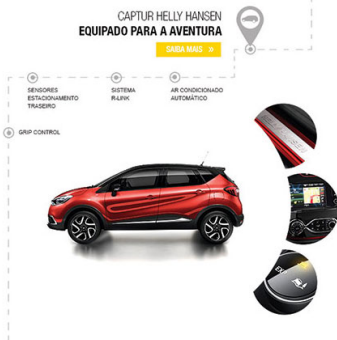 CAPTUR HELLY HANSEN
EQUIPADO PARA A AVENTURA
SAIBA MAIS »
SENSORES
ESTACIONAMENTO
TRASEIRO
SISTEMA
R-LINK
AR CONDICIONADO
AUTOMÁTICO
GRIP CONTROL